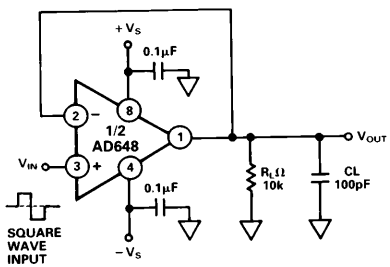 +VS
0.1µF
8
2
−
1/2
AD648
1
VOUT
VIN
3
+
4
RLΩ
10k
CL
100pF
0.1µF
SQUARE
WAVE
INPUT
−VS